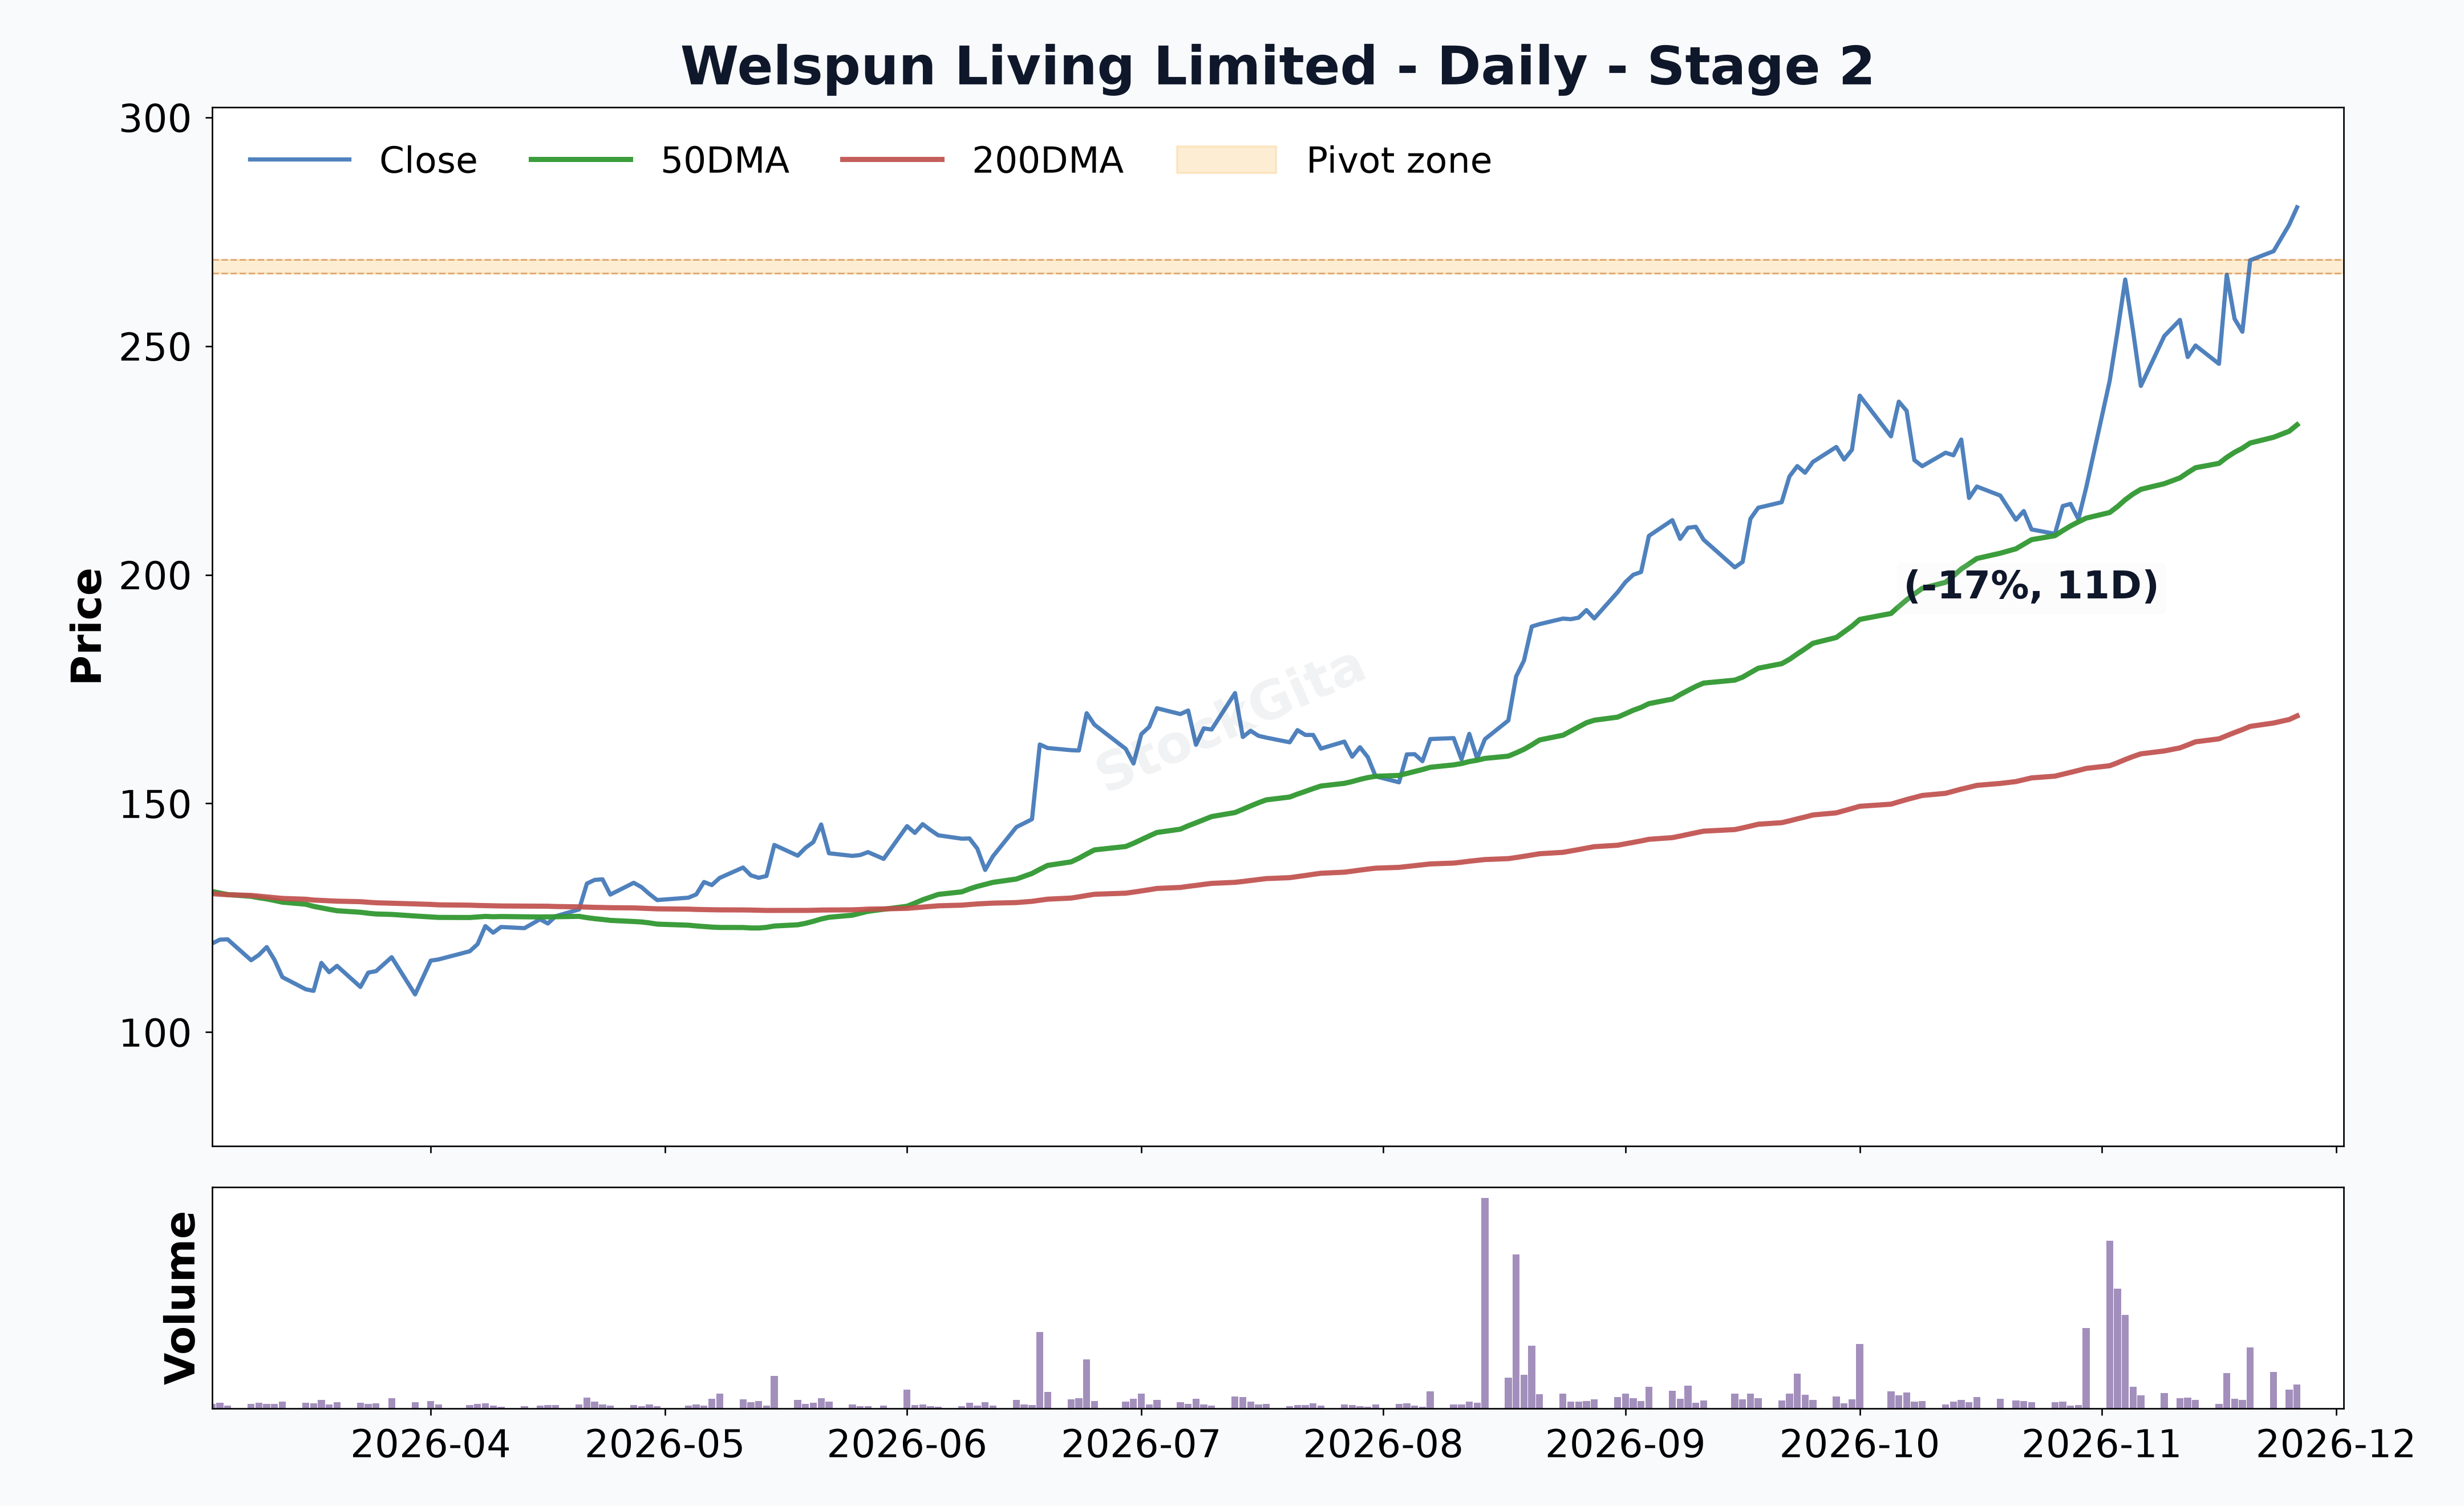 Welspun Living Limited - Daily - Stage 2
Close 50DMA 200DMA Pivot zone
300
250
200
150
100
Price
(-17%, 11D)
StockGita
Volume
2026-04 2026-05 2026-06 2026-07 2026-08 2026-09 2026-10 2026-11 2026-12